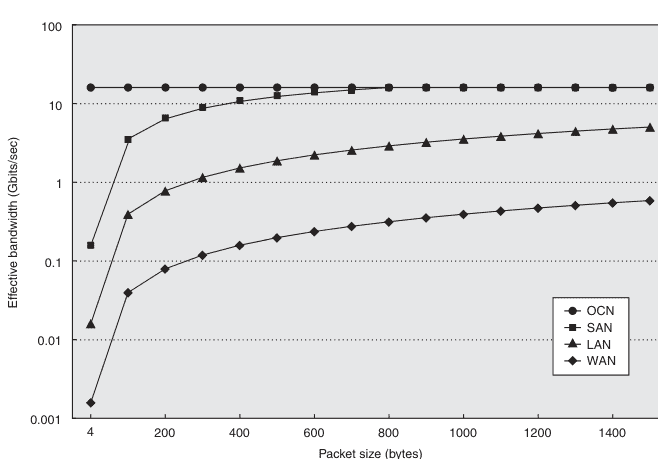 100
10
1
0.1
0.01
0.001
Effective bandwidth (Gbits/sec)
OCN
SAN
LAN
WAN
4 200 400 600 800 1000 1200 1400
Packet size (bytes)